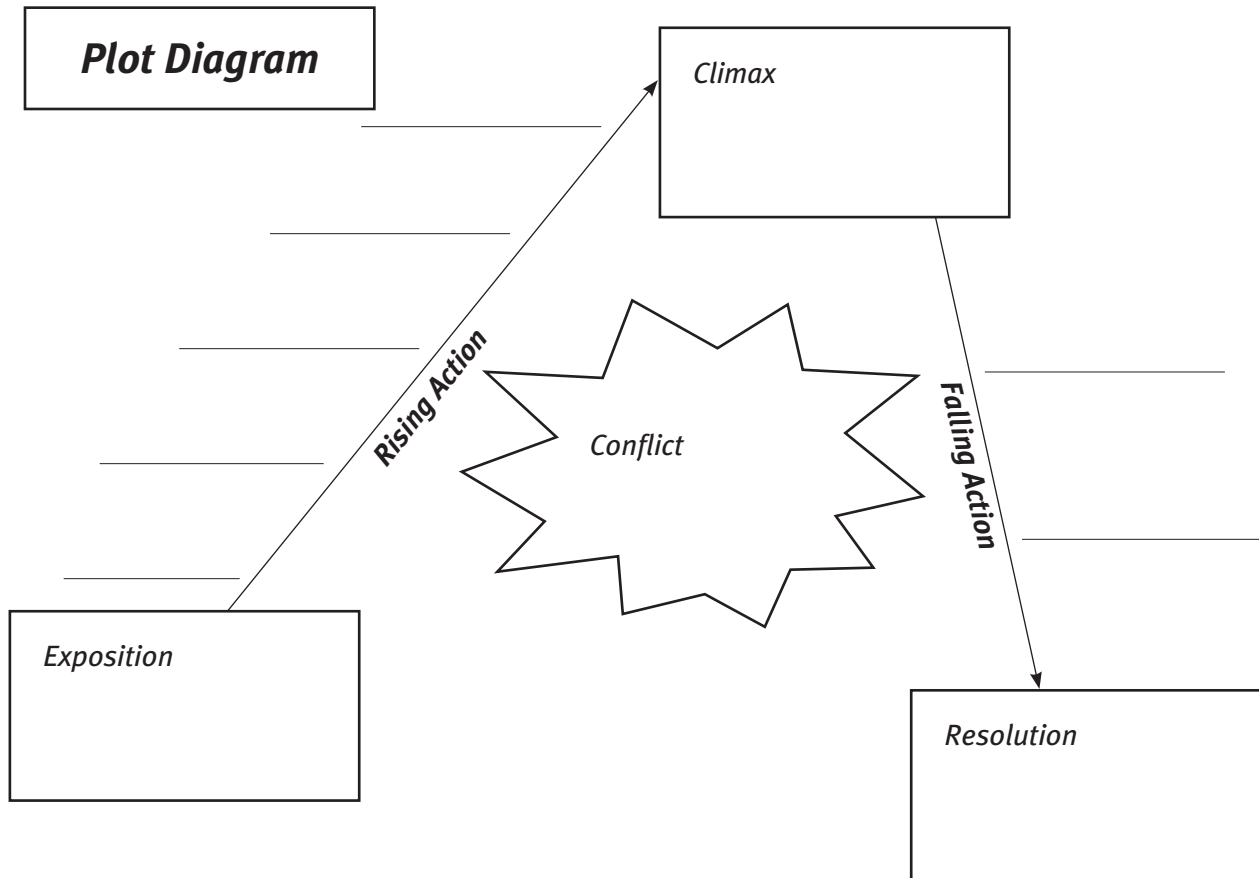 Plot Diagram
Climax
Rising Action
Conflict
Falling Action
Exposition
Resolution